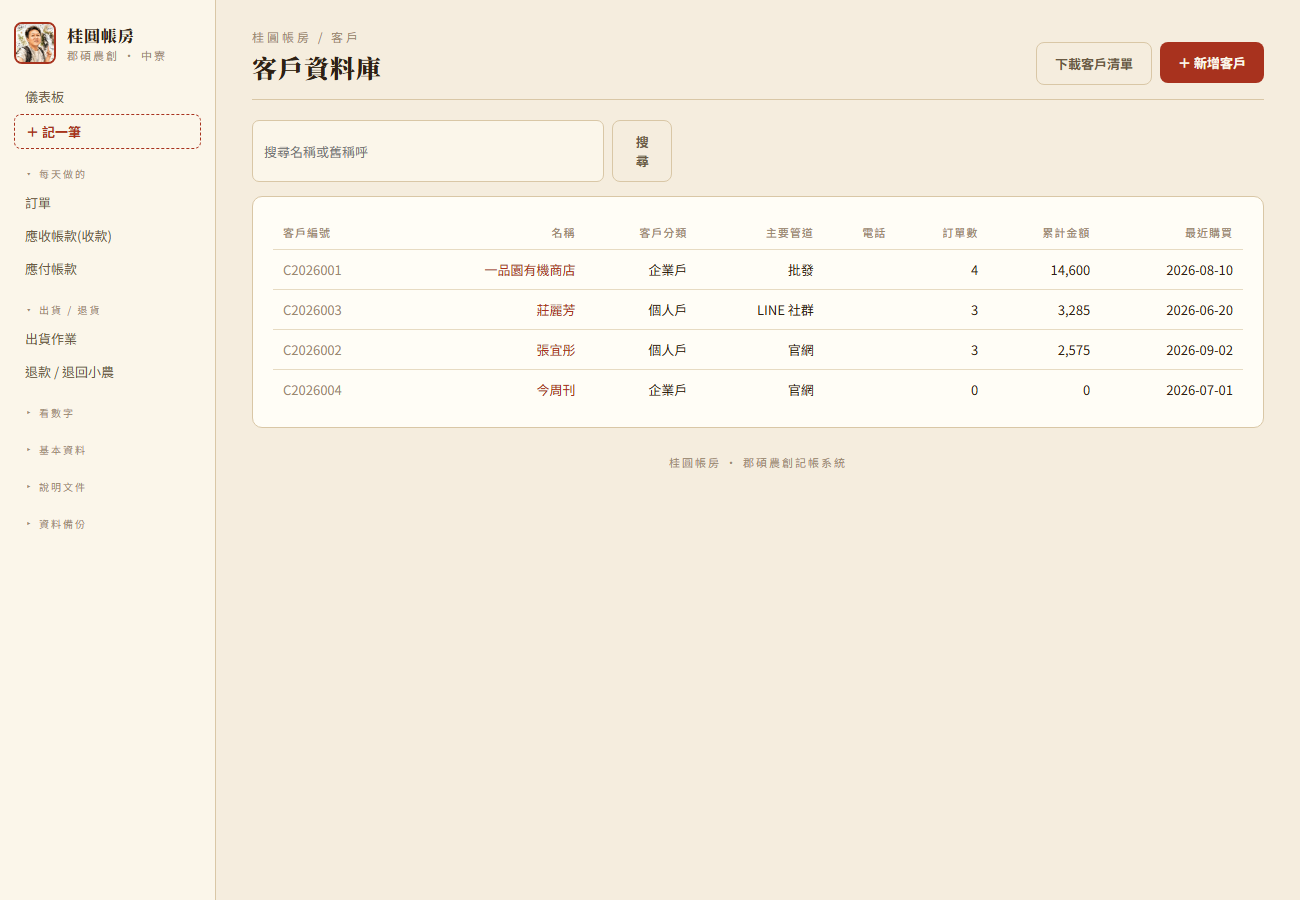 桂圓帳房
郡碩農創 · 中寮
儀表板
＋ 記一筆
每天做的
訂單
應收帳款(收款)
應付帳款
出貨 / 退貨
出貨作業
退款 / 退回小農
看數字
基本資料
說明文件
資料備份
桂圓帳房 / 客戶
客戶資料庫
下載客戶清單
＋ 新增客戶
搜尋名稱或舊稱呼
搜
尋
客戶編號 名稱 客戶分類 主要管道 電話 訂單數 累計金額 最近購買
C2026001 一品園有機商店 企業戶 批發 4 14,600 2026-08-10
C2026003 莊麗芳 個人戶 LINE 社群 3 3,285 2026-06-20
C2026002 張宜彤 個人戶 官網 3 2,575 2026-09-02
C2026004 今周刊 企業戶 官網 0 0 2026-07-01
桂圓帳房 · 郡碩農創記帳系統